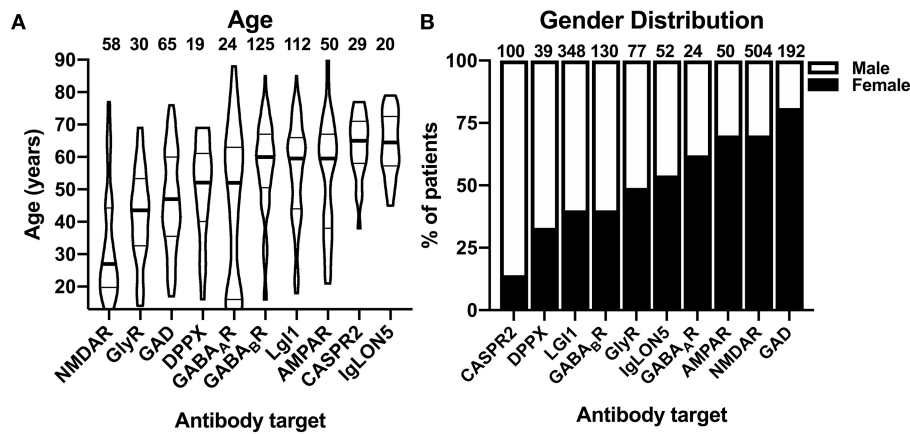 A
Age
58 30 65 19 24 125 112 50 29 20
90
80
70
60
50
40
30
20
Age (years)
NMDAR GlyR GAD DPPX GABAAR GABABR LgI1 AMPAR CASPR2 IgLON5
Antibody target
B
Gender Distribution
100 39 348 130 77 52 24 50 504 192
100
75
50
25
0
% of patients
Male
Female
CASPR2 DPPX LGI1 GABABR GlyR IgLON5 GABAAR AMPAR NMDAR GAD
Antibody target